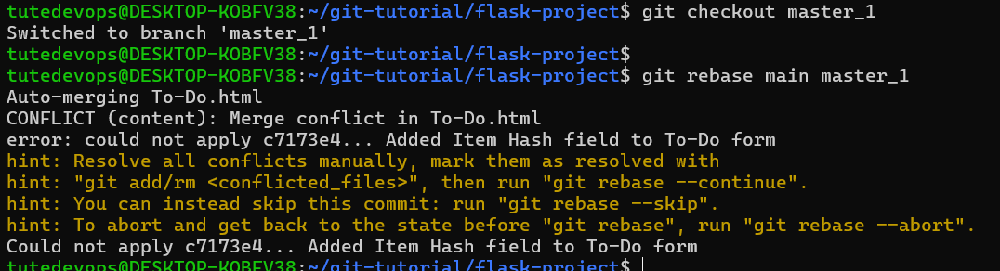 tutedevops@DESKTOP-KOBFV38:~/git-tutorial/flask-project$ git checkout master_1
Switched to branch 'master_1'
tutedevops@DESKTOP-KOBFV38:~/git-tutorial/flask-project$
tutedevops@DESKTOP-KOBFV38:~/git-tutorial/flask-project$ git rebase main master_1
Auto-merging To-Do.html
CONFLICT (content): Merge conflict in To-Do.html
error: could not apply c7173e4... Added Item Hash field to To-Do form
hint: Resolve all conflicts manually, mark them as resolved with
hint: "git add/rm <conflicted_files>", then run "git rebase --continue".
hint: You can instead skip this commit: run "git rebase --skip".
hint: To abort and get back to the state before "git rebase", run "git rebase --abort".
Could not apply c7173e4... Added Item Hash field to To-Do form
tutedevops@DESKTOP-KOBFV38:~/git-tutorial/flask-project$